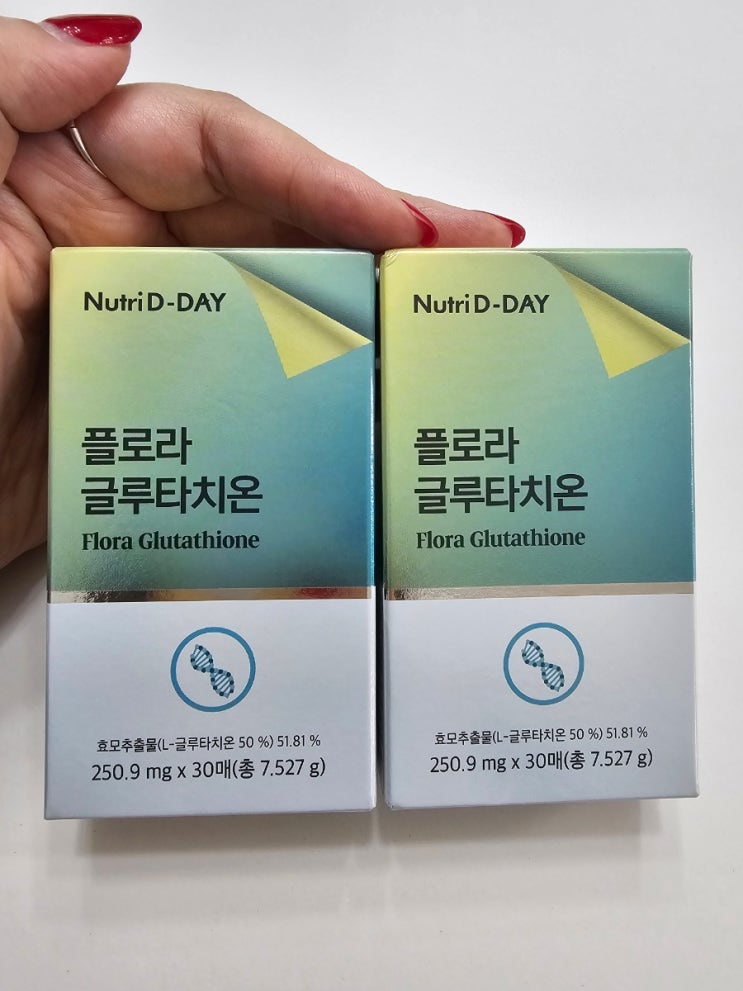 Nutri D-DAY
플로라
글루타치온
Flora Glutathione
효모추출물(L-글루타치온 50 %) 51.81 %
250.9 mg x 30매(총 7.527 g)
Nutri D-DAY
플로라
글루타치온
Flora Glutathione
효모추출물(L-글루타치온 50 %) 51.81 %
250.9 mg x 30매(총 7.527 g)